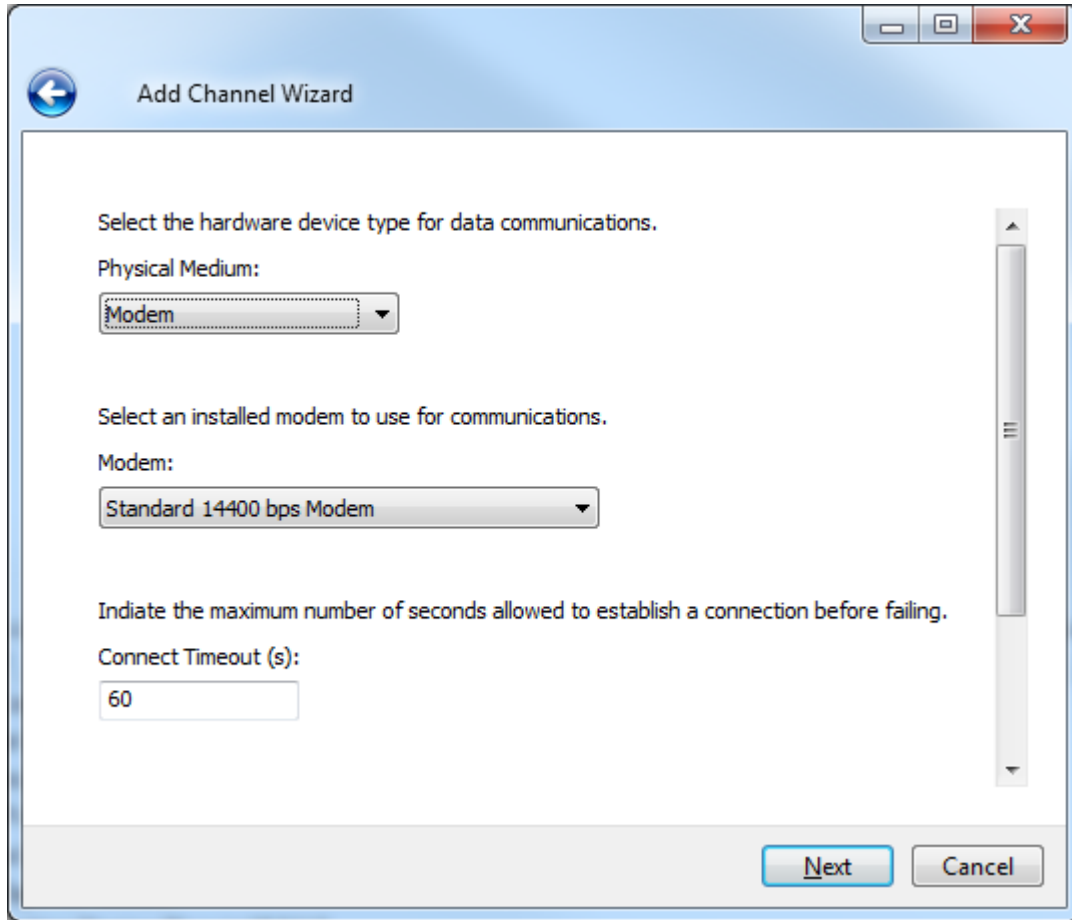 Add Channel Wizard
Select the hardware device type for data communications.
Physical Medium:
Modem
Select an installed modem to use for communications.
Modem:
Standard 14400 bps Modem
Indiate the maximum number of seconds allowed to establish a connection before failing.
Connect Timeout (s):
60
Next
Cancel